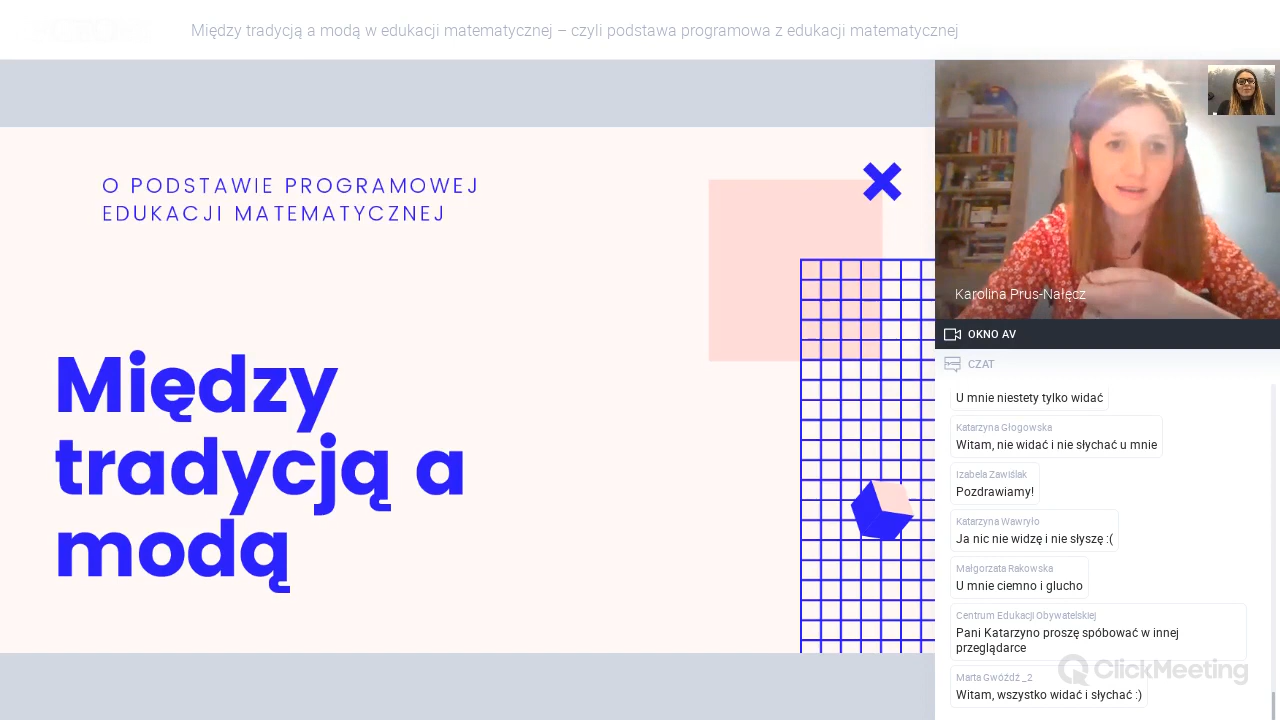 Między tradycją a modą w edukacji matematycznej – czyli podstawa programowa z edukacji matematycznej
O PODSTAWIE PROGRAMOWEJ
EDUKACJI MATEMATYCZNEJ
Między
tradycją a
modą
Karolina Prus-Nałęcz
OKNO AV
CZAT
U mnie niestety tylko widać
Katarzyna Głogowska
Witam, nie widać i nie słychać u mnie
Izabela Zawiślak
Pozdrawiamy!
Katarzyna Wawryło
Ja nic nie widzę i nie słyszę :(
Małgorzata Rakowska
U mnie ciemno i glucho
Centrum Edukacji Obywatelskiej
Pani Katarzyno proszę spóbować w innej
przeglądarce
Marta Gwóźdź _2
Witam, wszystko widać i słychać :)
ClickMeeting